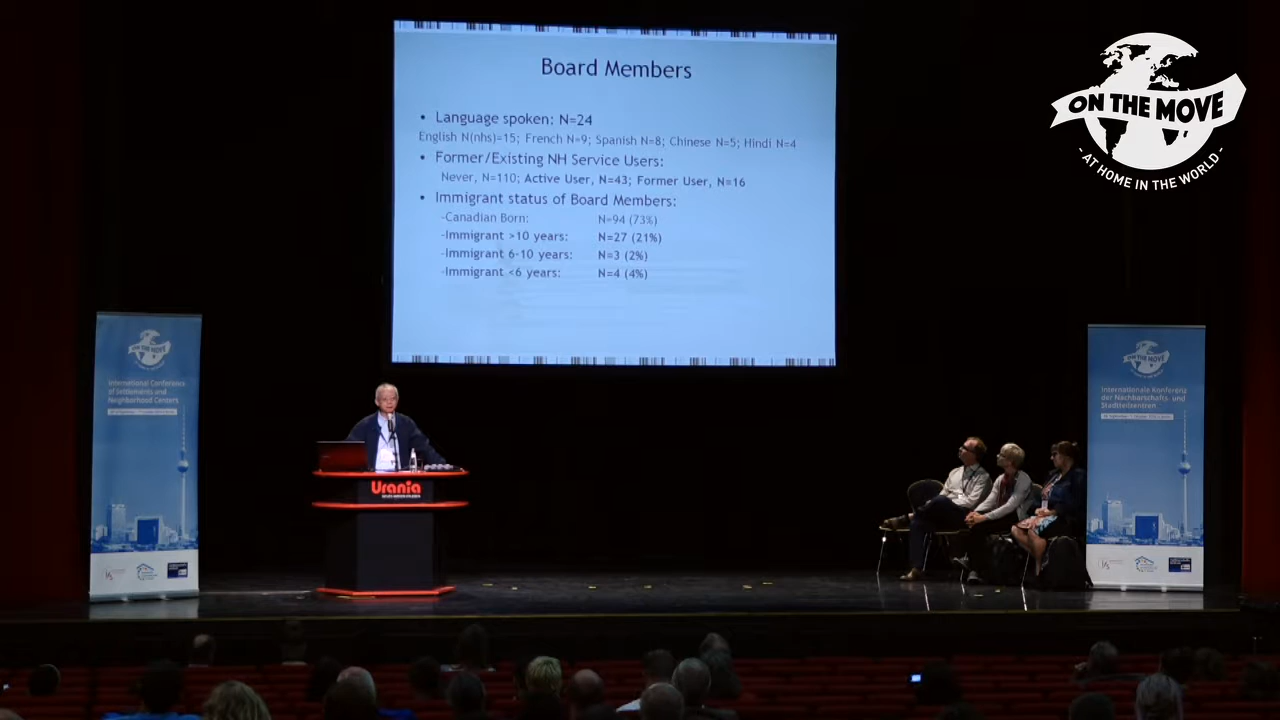 Board Members
• Language spoken: N=24
English N(nhs)=15; French N=9; Spanish N=8; Chinese N=5; Hindi N=4
• Former/Existing NH Service Users:
Never, N=110; Active User, N=43; Former User, N=16
• Immigrant status of Board Members:
-Canadian Born: N=94 (73%)
-Immigrant >10 years: N=27 (21%)
-Immigrant 6-10 years: N=3 (2%)
-Immigrant <6 years: N=4 (4%)
ON THE MOVE
- AT HOME IN THE WORLD -
ON THE MOVE
International Conference
of Settlements and
Neighborhood Centers
Urania
ON THE MOVE
Internationale Konferenz
der Nachbarschafts- und
Stadtteilzentren